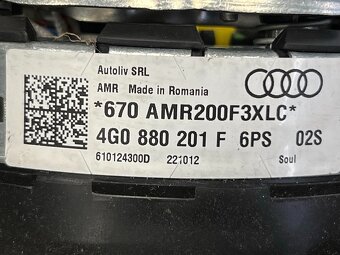 Autoliv SRL
AMR Made in Romania
*670 AMR200F3XLC*
4G0 880 201 F 6PS 02S
610124300D 221012 Soul